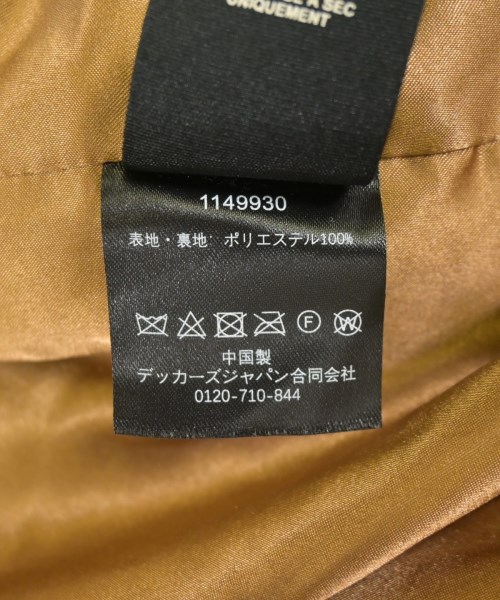 A SEC
UNIQUEMENT
1149930
表地・裏地: ポリエステル100%
F W
中国製
デッカーズジャパン合同会社
0120-710-844